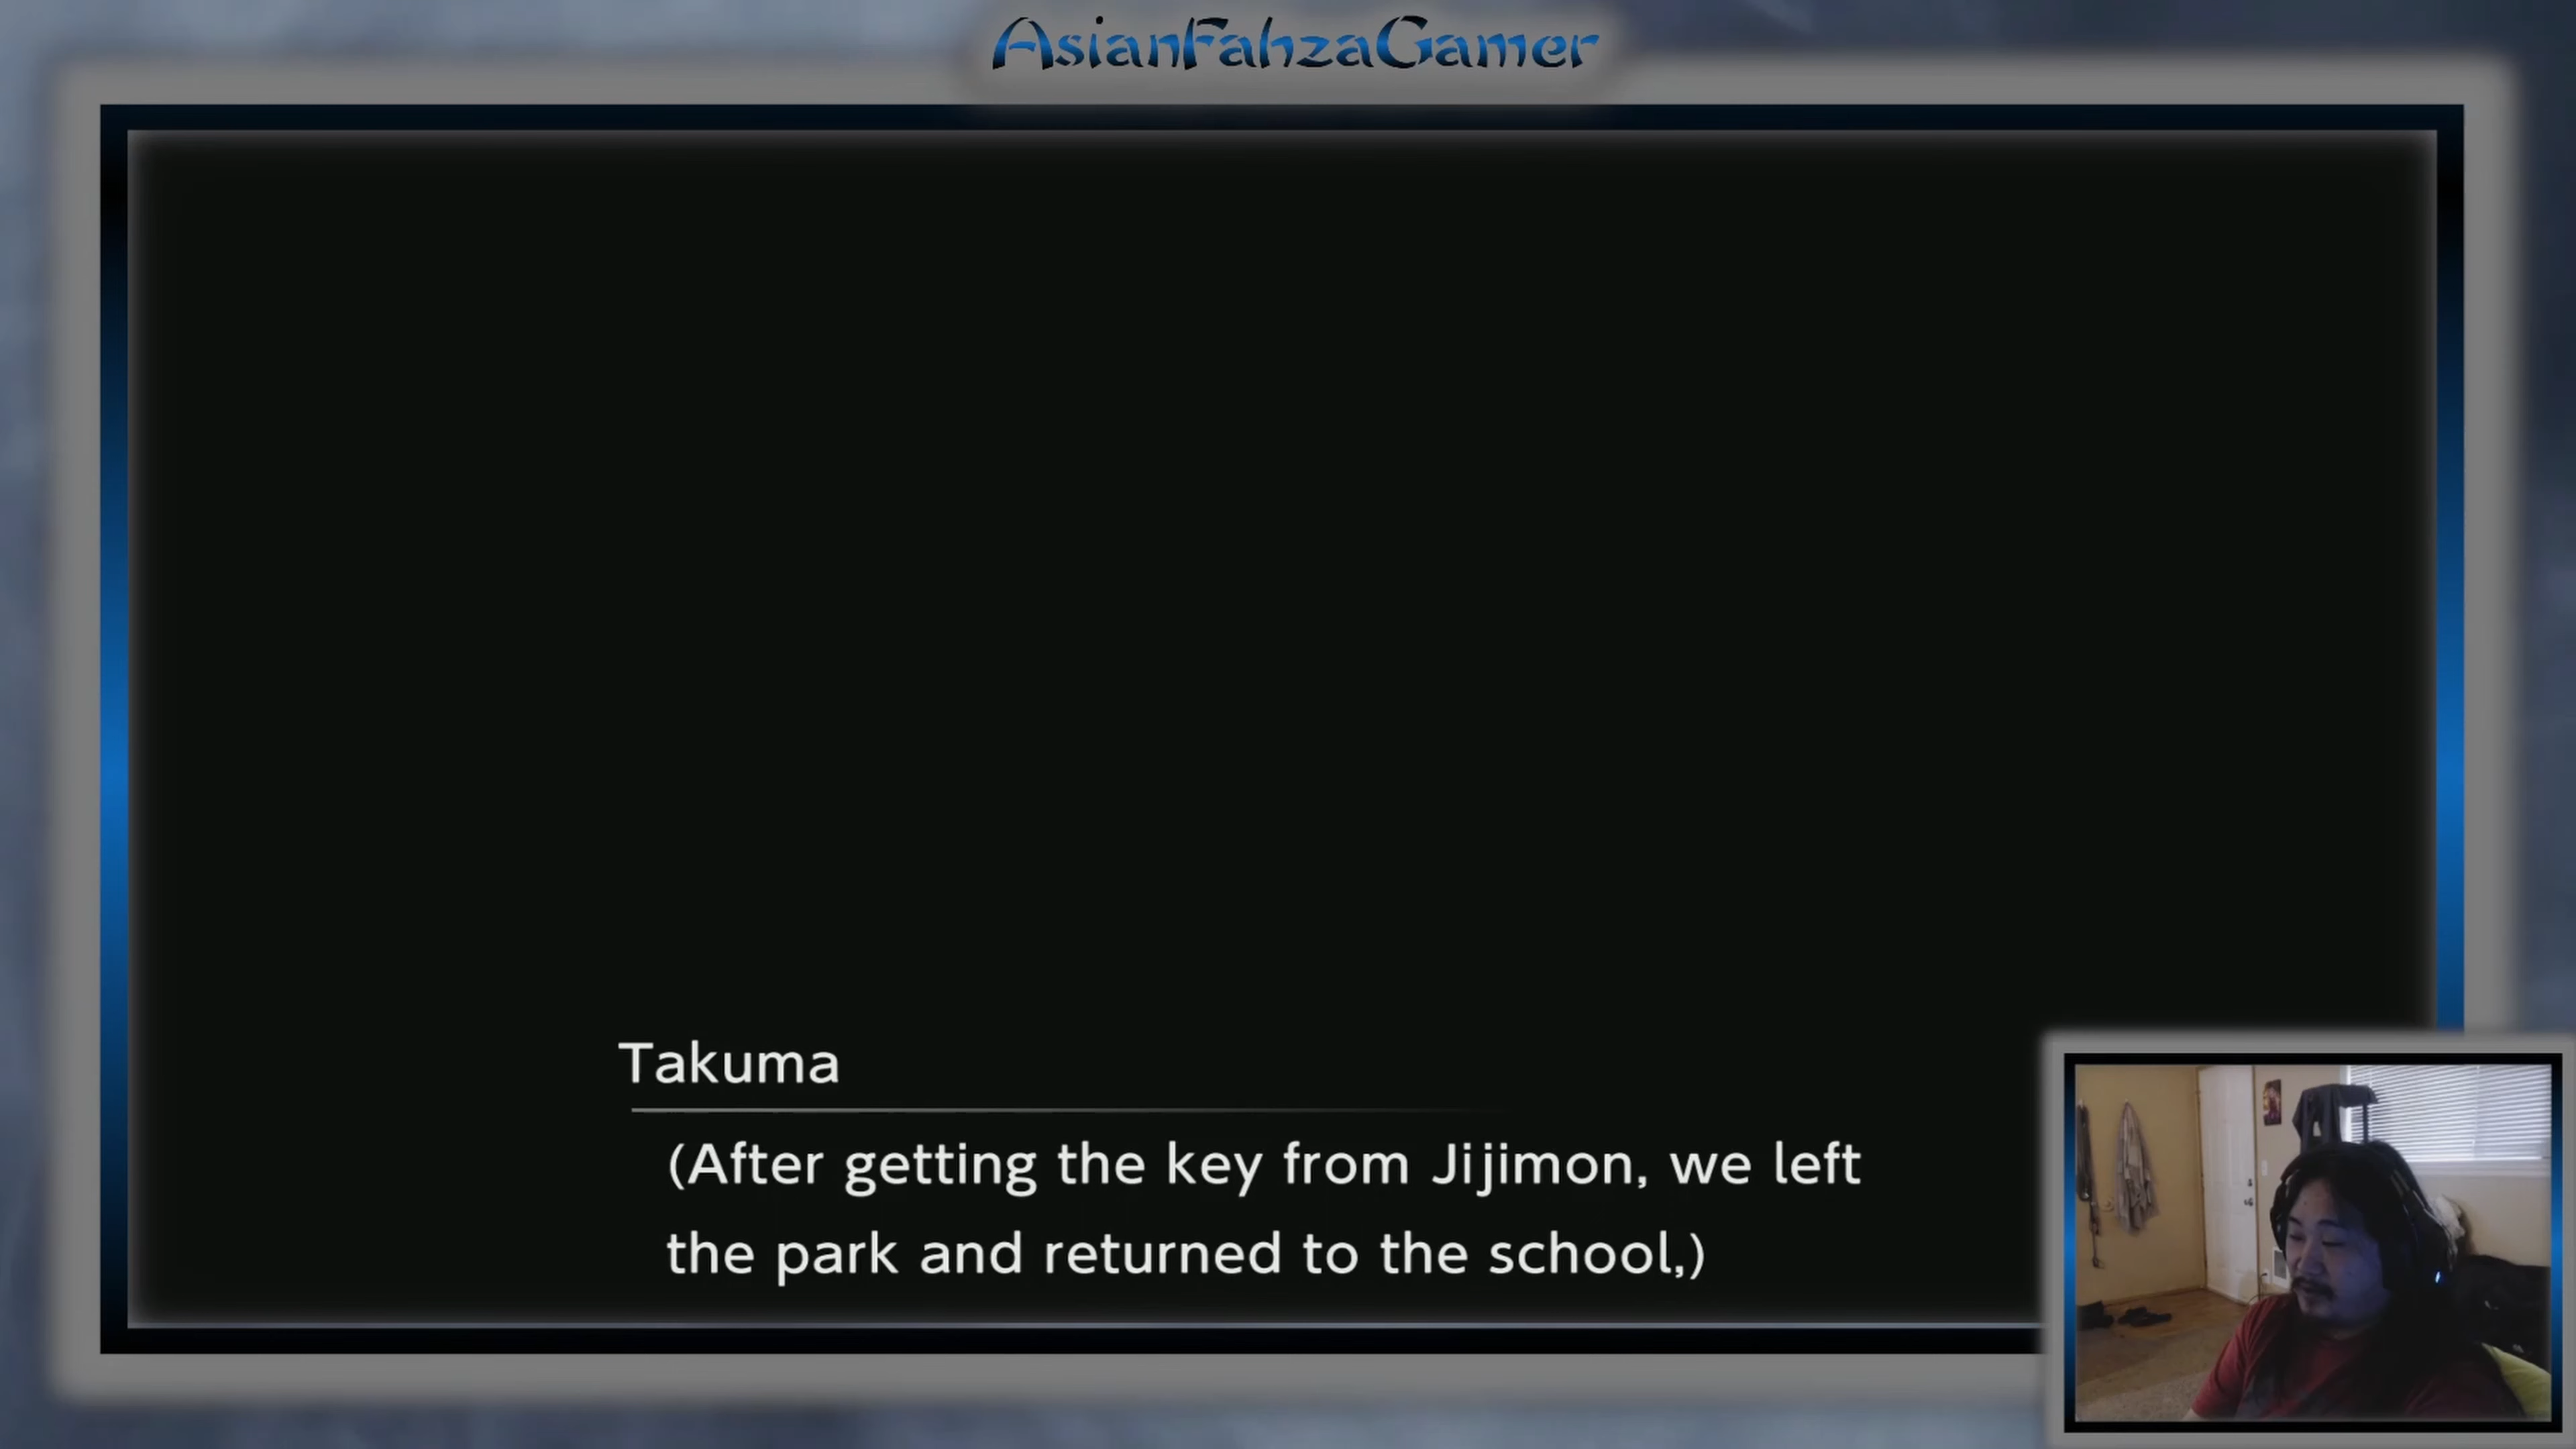 AsianFahzaGamer
Takuma
(After getting the key from Jijimon, we left
the park and returned to the school,)